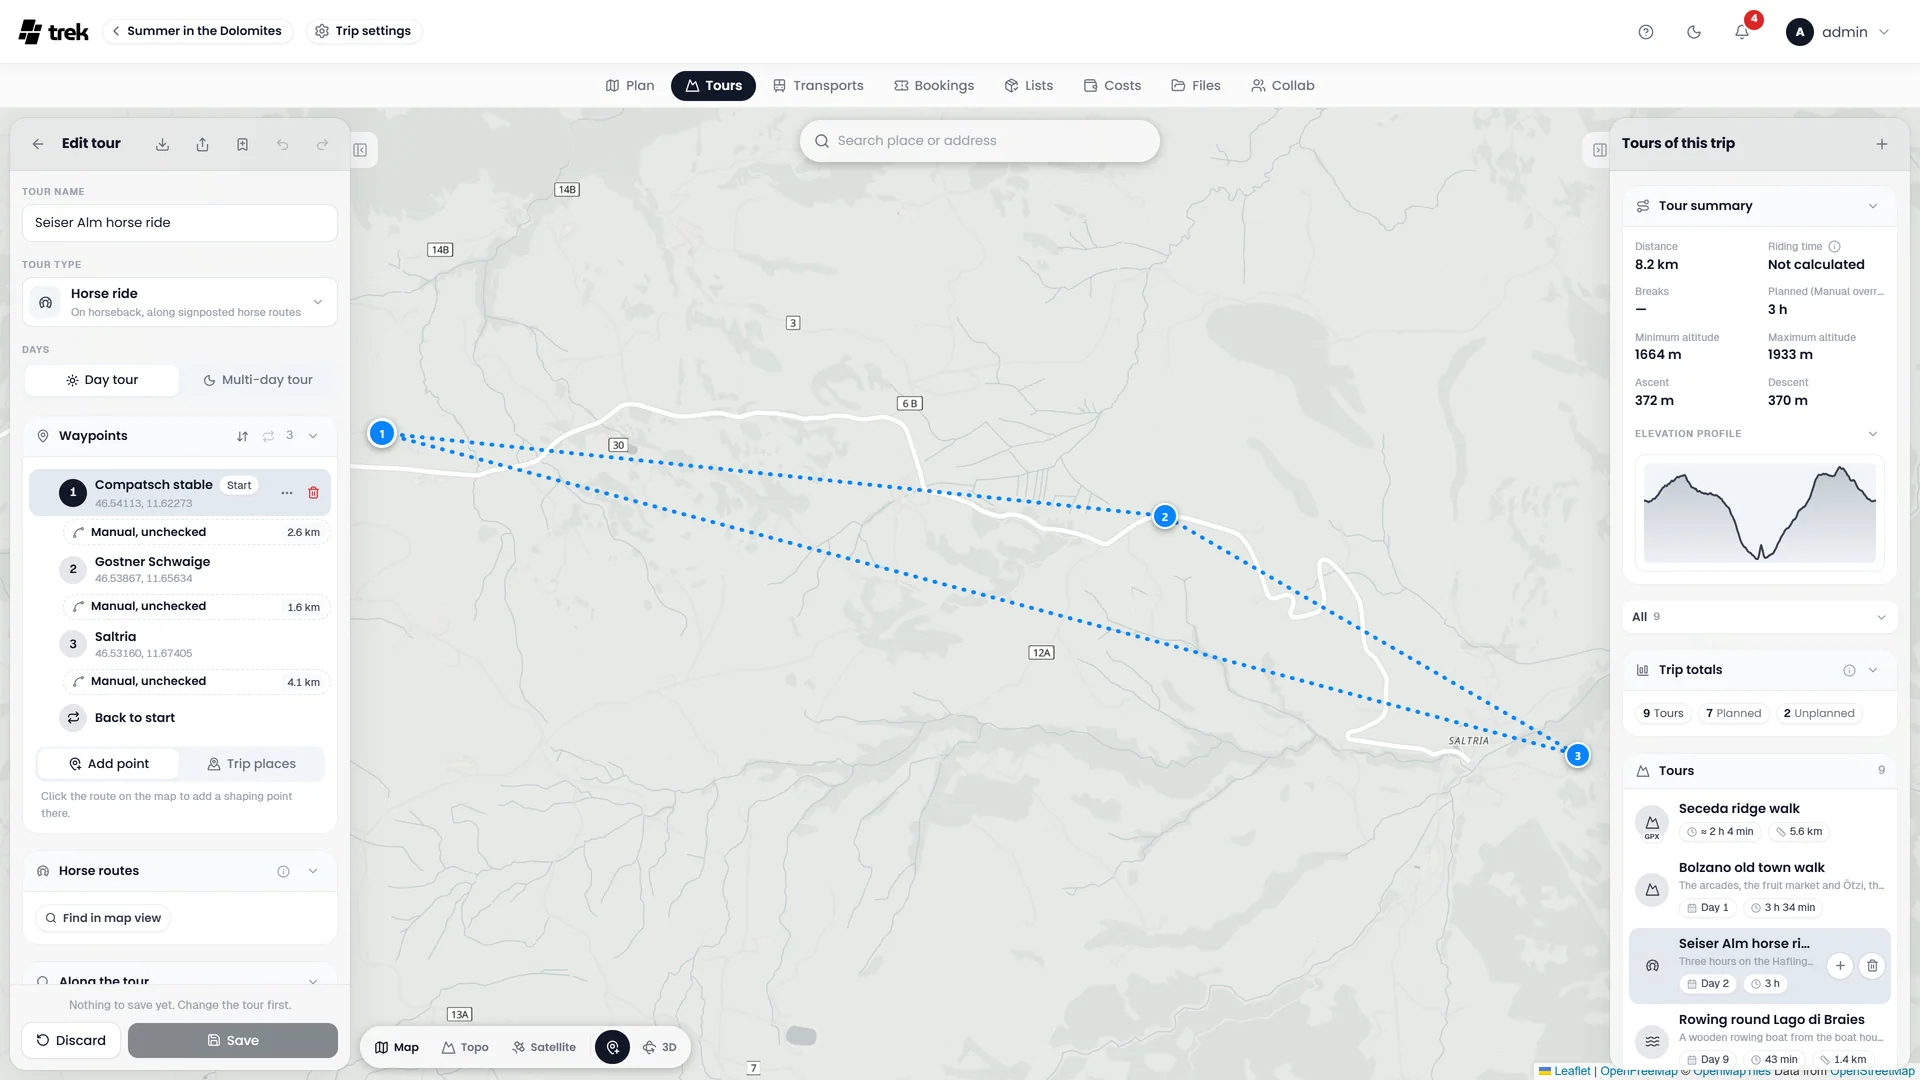 trek
Summer in the Dolomites
Trip settings
4
A
admin
Plan
Tours
Transports
Bookings
Lists
Costs
Files
Collab
Edit tour
TOUR NAME
Seiser Alm horse ride
TOUR TYPE
Horse ride
On horseback, along signposted horse routes
DAYS
Day tour
Multi-day tour
Waypoints
3
1
Compatsch stable
Start
46.54113, 11.62273
Manual, unchecked
2.6 km
2
Gostner Schwaige
46.53867, 11.65634
Manual, unchecked
1.6 km
3
Saltria
46.53160, 11.67405
Manual, unchecked
4.1 km
Back to start
Add point
Trip places
Click the route on the map to add a shaping point
there.
Horse routes
Find in map view
Along the tour
Nothing to save yet. Change the tour first.
Discard
Save
Search place or address
14B
14B
3
6 B
30
1
2
12A
SALTRIA
3
13A
7
Map
Topo
Satellite
3D
Leaflet | OpenFreeMap © OpenMapTiles Data from OpenStreetMap
Tours of this trip
Tour summary
Distance
8.2 km
Riding time
Not calculated
Breaks
—
Planned (Manual overr...
3 h
Minimum altitude
1664 m
Maximum altitude
1933 m
Ascent
372 m
Descent
370 m
ELEVATION PROFILE
All 9
Trip totals
9 Tours
7 Planned
2 Unplanned
Tours
9
GPX
Seceda ridge walk
≈ 2 h 4 min
5.6 km
Bolzano old town walk
The arcades, the fruit market and Ötzi, th...
Day 1
3 h 34 min
Seiser Alm horse ri...
Three hours on the Hafling...
Day 2
3 h
Rowing round Lago di Braies
A wooden rowing boat from the boat hou...
Day 9
43 min
1.4 km